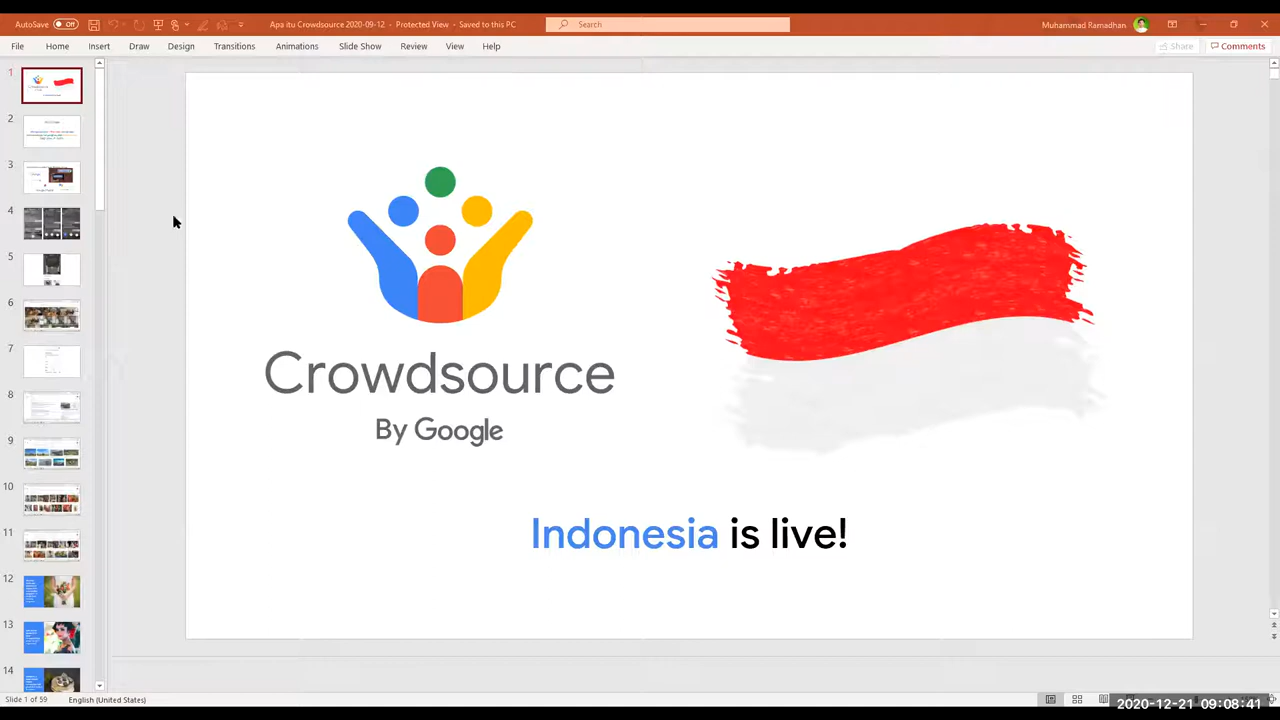 AutoSave Off
Apa itu Crowdsource 2020-09-12 - Protected View - Saved to this PC
Search
Muhammad Ramadhan
File Home Insert Draw Design Transitions Animations Slide Show Review View Help
Share Comments
1
2
3
4
5
6
7
8
9
10
11
12
13
14
Crowdsource
By Google
Indonesia is live!
Slide 1 of 59 English (United States)
2020-12-21 09:08:41